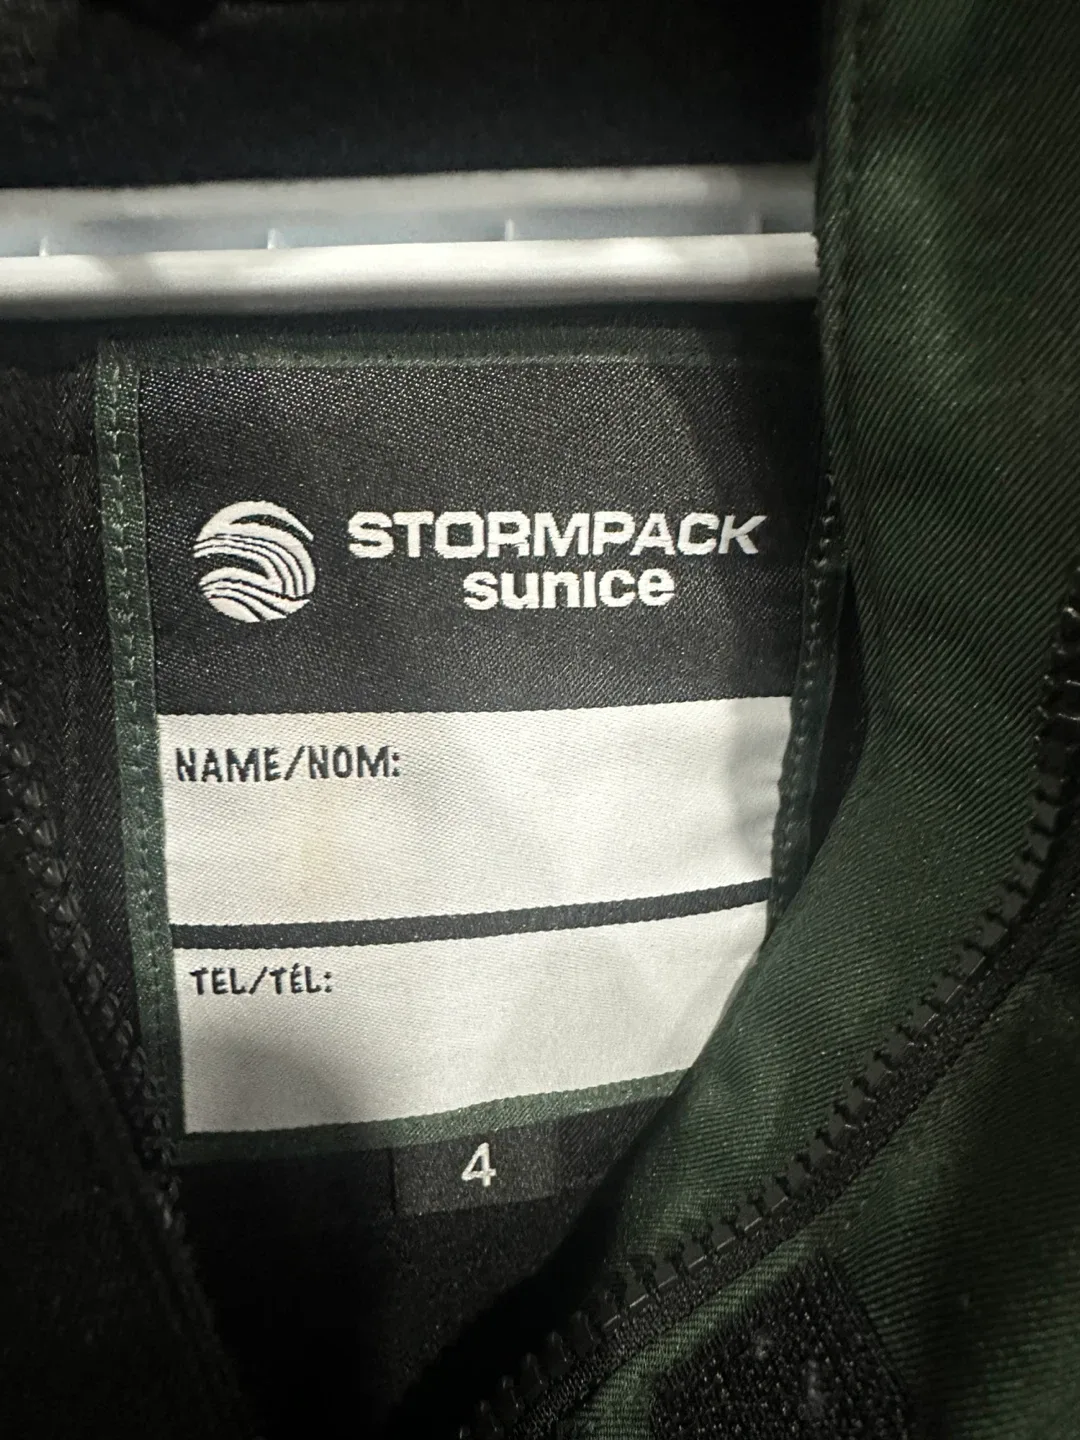 STORMPACK
sunice
NAME/NOM:
TEL/TÉL:
4